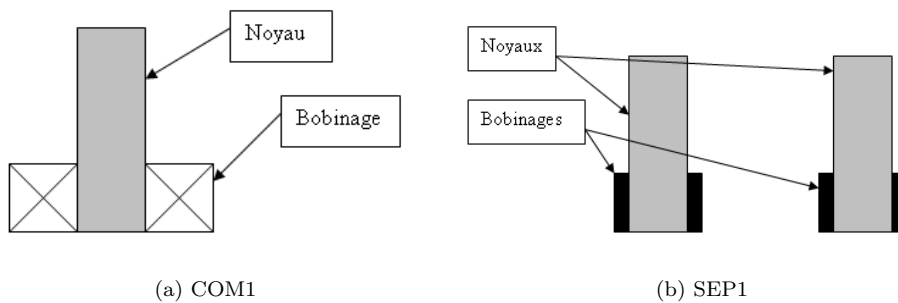 Noyau
Bobinage
(a) COM1
Noyaux
Bobinages
(b) SEP1